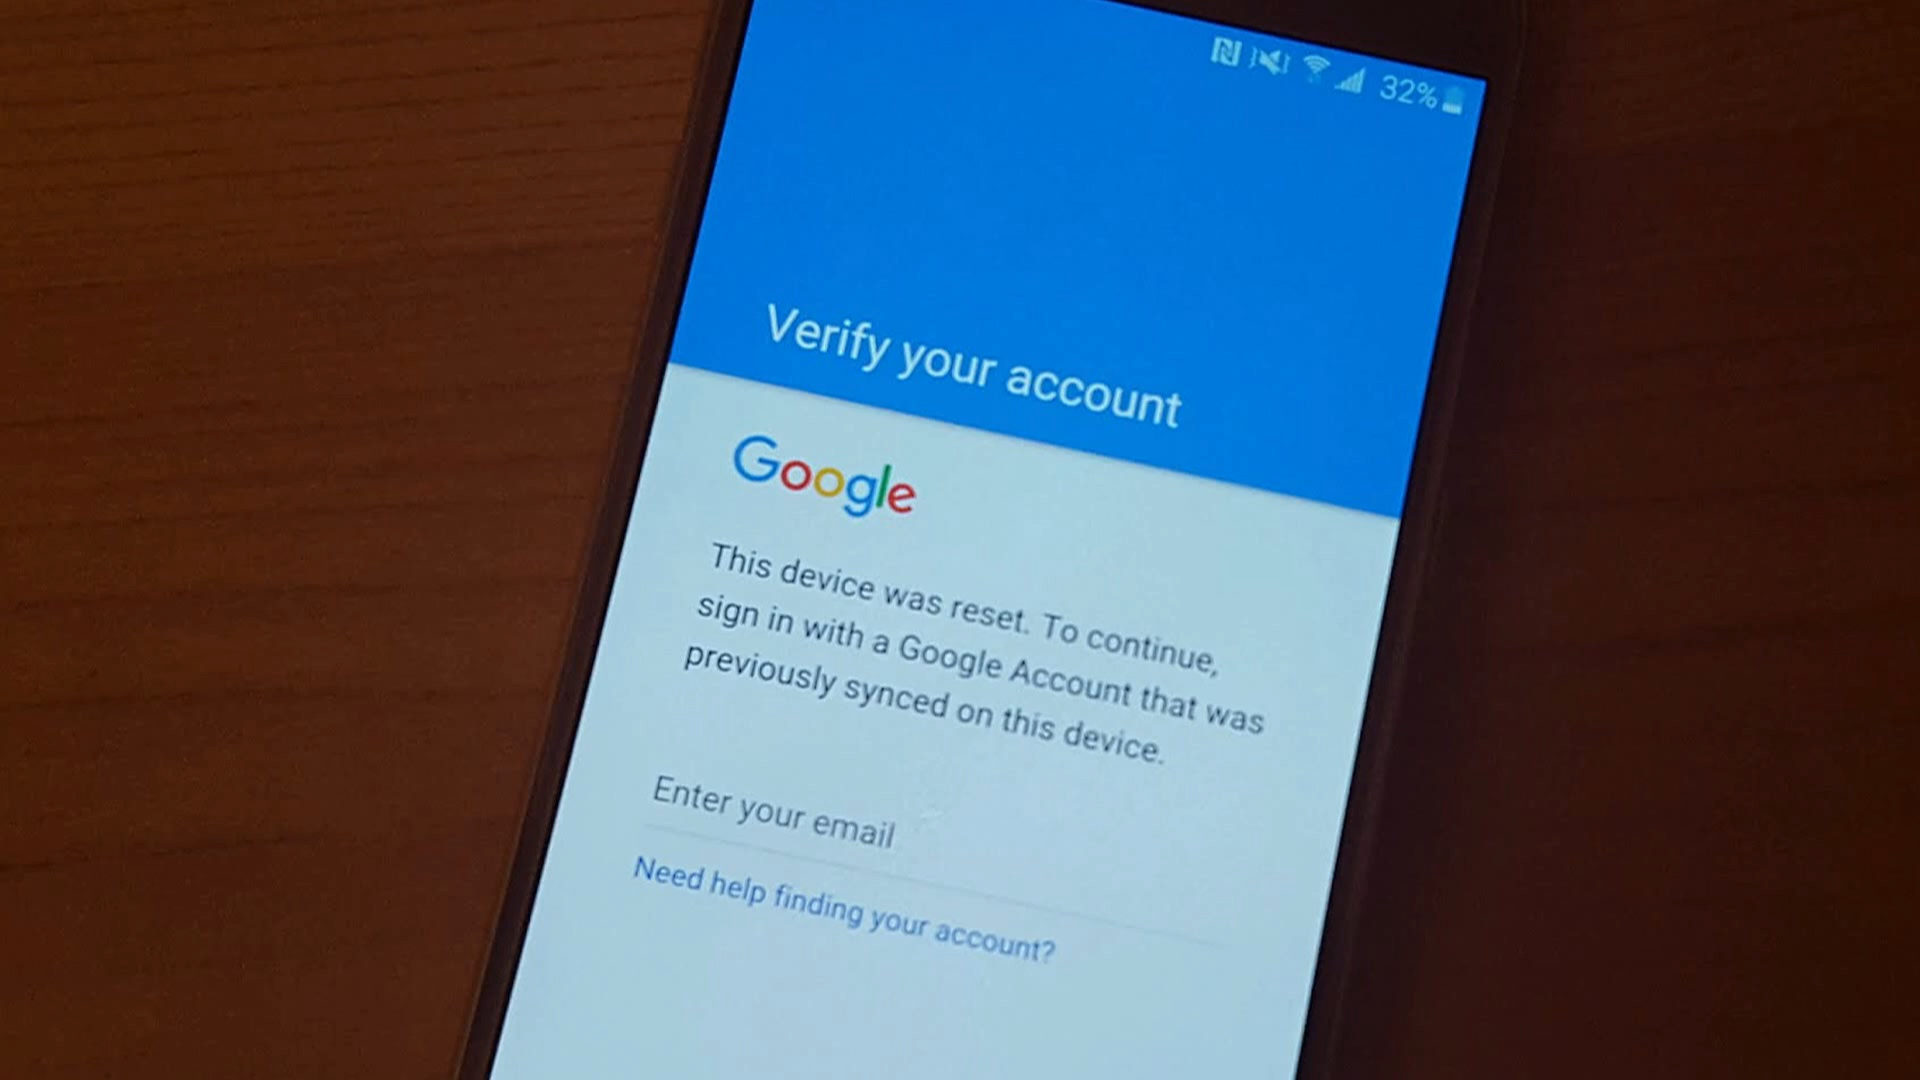 32%
Verify your account
Google
This device was reset. To continue,
sign in with a Google Account that was
previously synced on this device.
Enter your email
Need help finding your account?